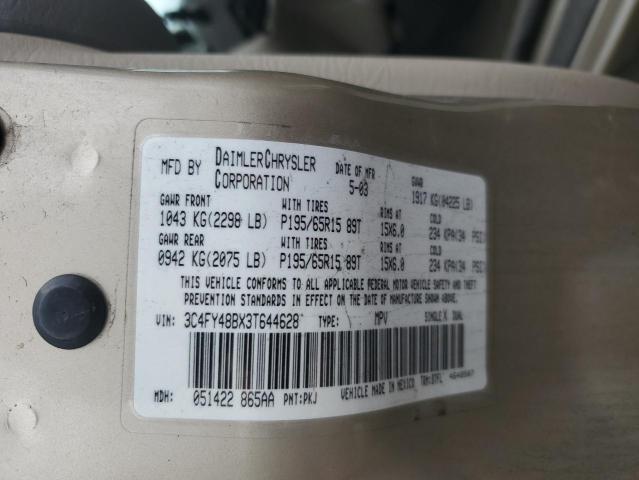 MFD BY DAIMLERCHRYSLER CORPORATION DATE OF MFR 5-03 GVWR 1917 KG(04225 LB)
GAWR FRONT WITH TIRES RIMS AT COLD
1043 KG(2298 LB) P195/65R15 89T 15X6.0 234 KPA(34 PSI)
GAWR REAR WITH TIRES RIMS AT COLD
0942 KG(2075 LB) P195/65R15 89T 15X6.0 234 KPA(34 PSI)
THIS VEHICLE CONFORMS TO ALL APPLICABLE FEDERAL MOTOR VEHICLE SAFETY AND THEFT
PREVENTION STANDARDS IN EFFECT ON THE DATE OF MANUFACTURE SHOWN ABOVE.
VIN: 3C4FY48BX3T644628 TYPE: MPV SINGLE X DUAL
MDH: 051422 865AA PNT:PKJ VEHICLE MADE IN MEXICO